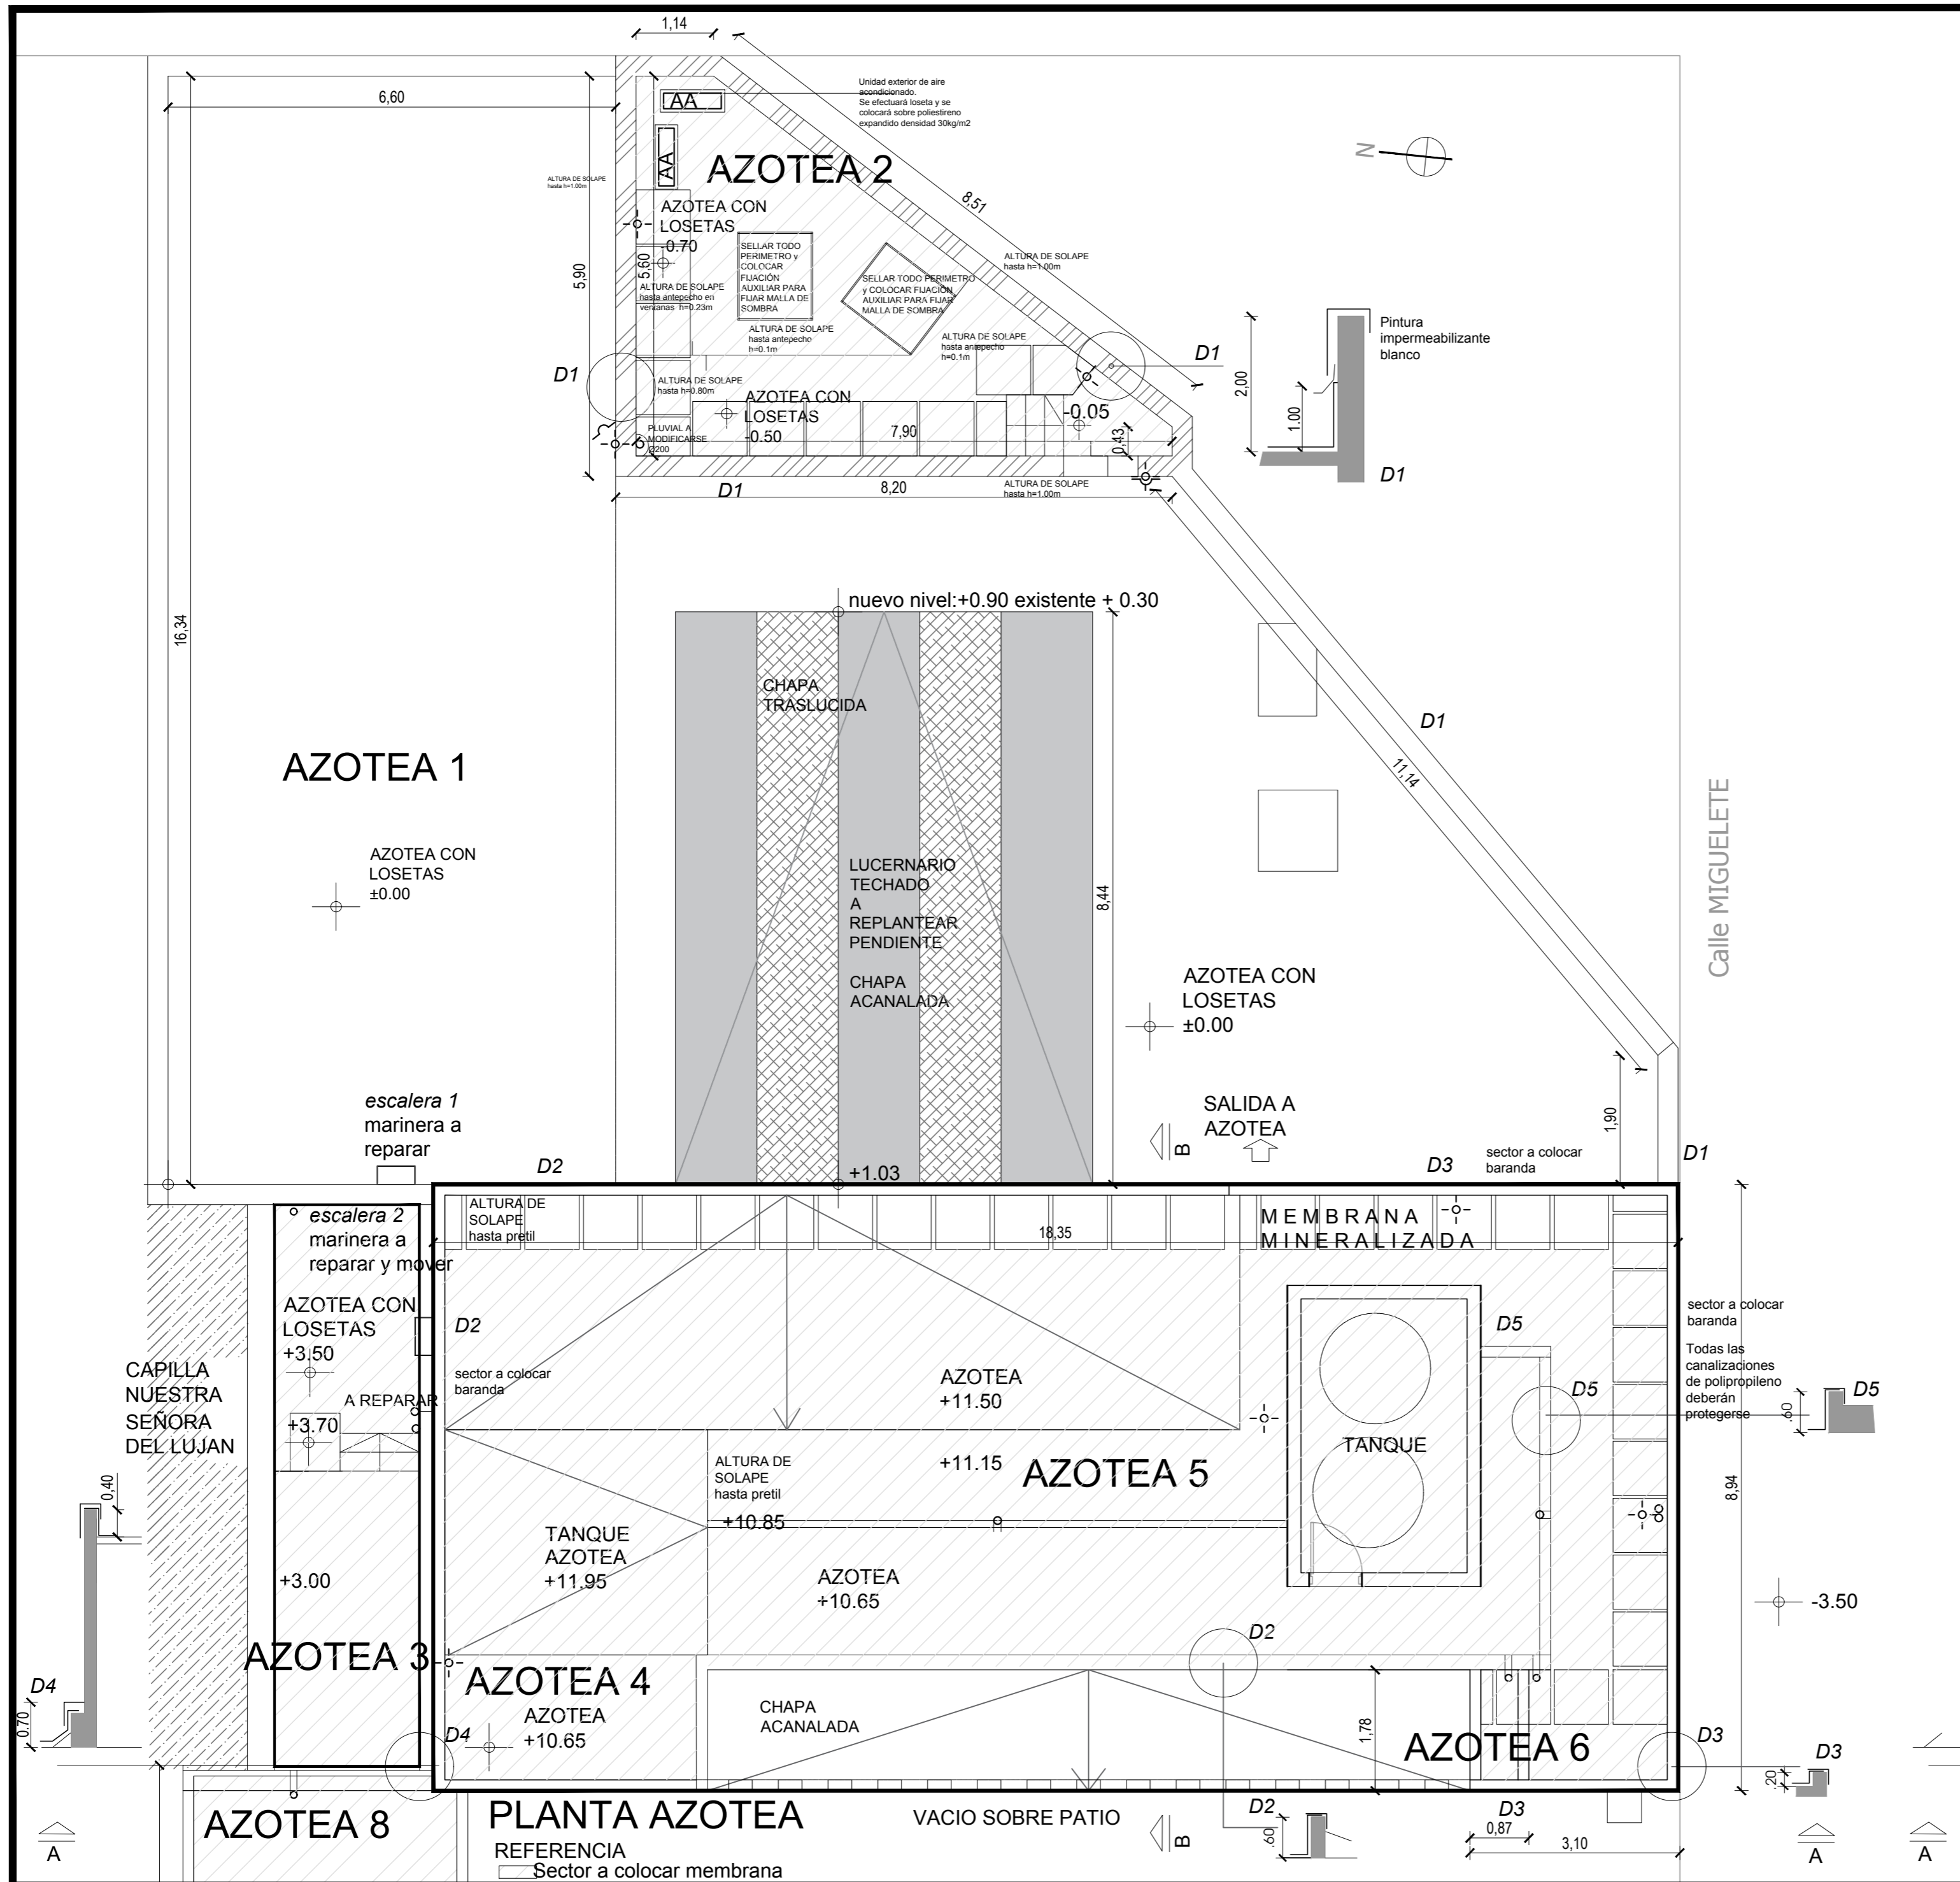 1,14
6,60
Unidad exterior de aire
acondicionado.
Se efectuará loseta y se
colocará sobre poliestireno
expandido densidad 30kg/m2
AA
AA
AZOTEA 2
N
ALTURA DE SOLAPE
hasta h=1.00m
8,51
AZOTEA CON
LOSETAS
-0.70
5,90
5,60
SELLAR TODO
PERIMETRO y
COLOCAR
FIJACIÓN
AUXILIAR PARA
FIJAR MALLA DE
SOMBRA
SELLAR TODO PERIMETRO
y COLOCAR FIJACIÓN
AUXILIAR PARA FIJAR
MALLA DE SOMBRA
ALTURA DE SOLAPE
hasta h=1.00m
ALTURA DE SOLAPE
hasta antepecho en
ventanas h=0.23m
ALTURA DE SOLAPE
hasta antepecho
h=0.1m
ALTURA DE SOLAPE
hasta antepecho
h=0.1m
Pintura
impermeabilizante
blanco
2,00
1.00
D1
D1
D1
ALTURA DE SOLAPE
hasta h=0.80m
AZOTEA CON
LOSETAS
-0.50
-0.05
PLUVIAL A
MODIFICARSE
7,90
0,43
D1
8,20
ALTURA DE SOLAPE
hasta h=1.00m
nuevo nivel:+0.90 existente + 0.30
16,34
CHAPA
TRASLUCIDA
D1
AZOTEA 1
11,14
Calle MIGUELETE
AZOTEA CON
LOSETAS
±0.00
LUCERNARIO
TECHADO
A
REPLANTEAR
PENDIENTE
CHAPA
ACANALADA
8,44
AZOTEA CON
LOSETAS
±0.00
escalera 1
marinera a
reparar
SALIDA A
AZOTEA
B
1,90
D2
+1.03
D3
sector a colocar
baranda
D1
escalera 2
marinera a
reparar y mover
ALTURA DE
SOLAPE
hasta pretil
18,35
MEMBRANA
MINERALIZADA
AZOTEA CON
LOSETAS
+3.50
D2
D5
sector a colocar
baranda
Todas las
canalizaciones
de polipropileno
deberán
protegerse
CAPILLA
NUESTRA
SEÑORA
DEL LUJAN
sector a colocar
baranda
A REPARAR
+3.70
AZOTEA
+11.50
D5
D5
.60
TANQUE
ALTURA DE
SOLAPE
hasta pretil
+11.15
AZOTEA 5
+10.85
0,40
8,94
TANQUE
AZOTEA
+11.95
+3.00
AZOTEA
+10.65
-3.50
D2
AZOTEA 3
AZOTEA 4
D4
0.70
AZOTEA
+10.65
D4
CHAPA
ACANALADA
1,78
AZOTEA 6
D3
D3
.20
AZOTEA 8
PLANTA AZOTEA
VACIO SOBRE PATIO
D2
D3
.60
0,87
3,10
B
A
A
A
REFERENCIA
Sector a colocar membrana